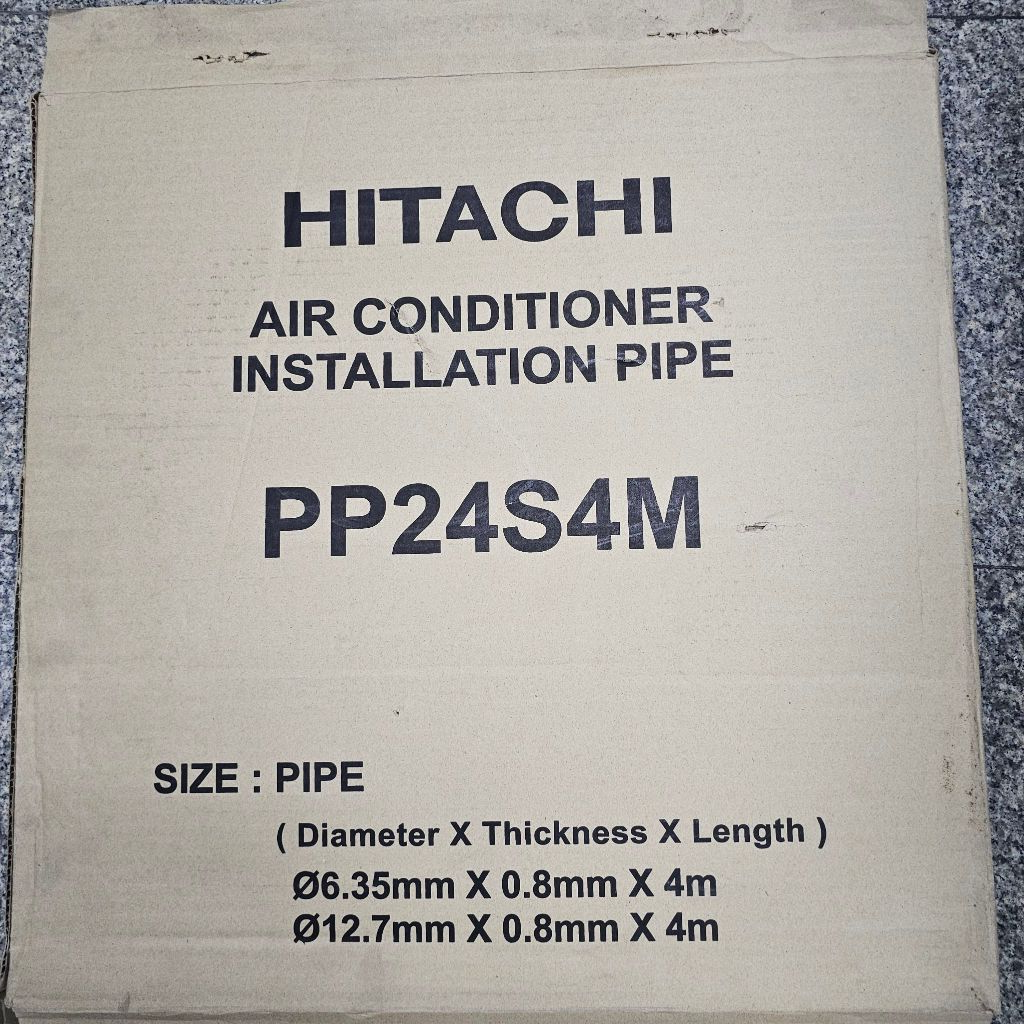 HITACHI
AIR CONDITIONER
INSTALLATION PIPE
PP24S4M
SIZE : PIPE
( Diameter X Thickness X Length )
Ø6.35mm X 0.8mm X 4m
Ø12.7mm X 0.8mm X 4m